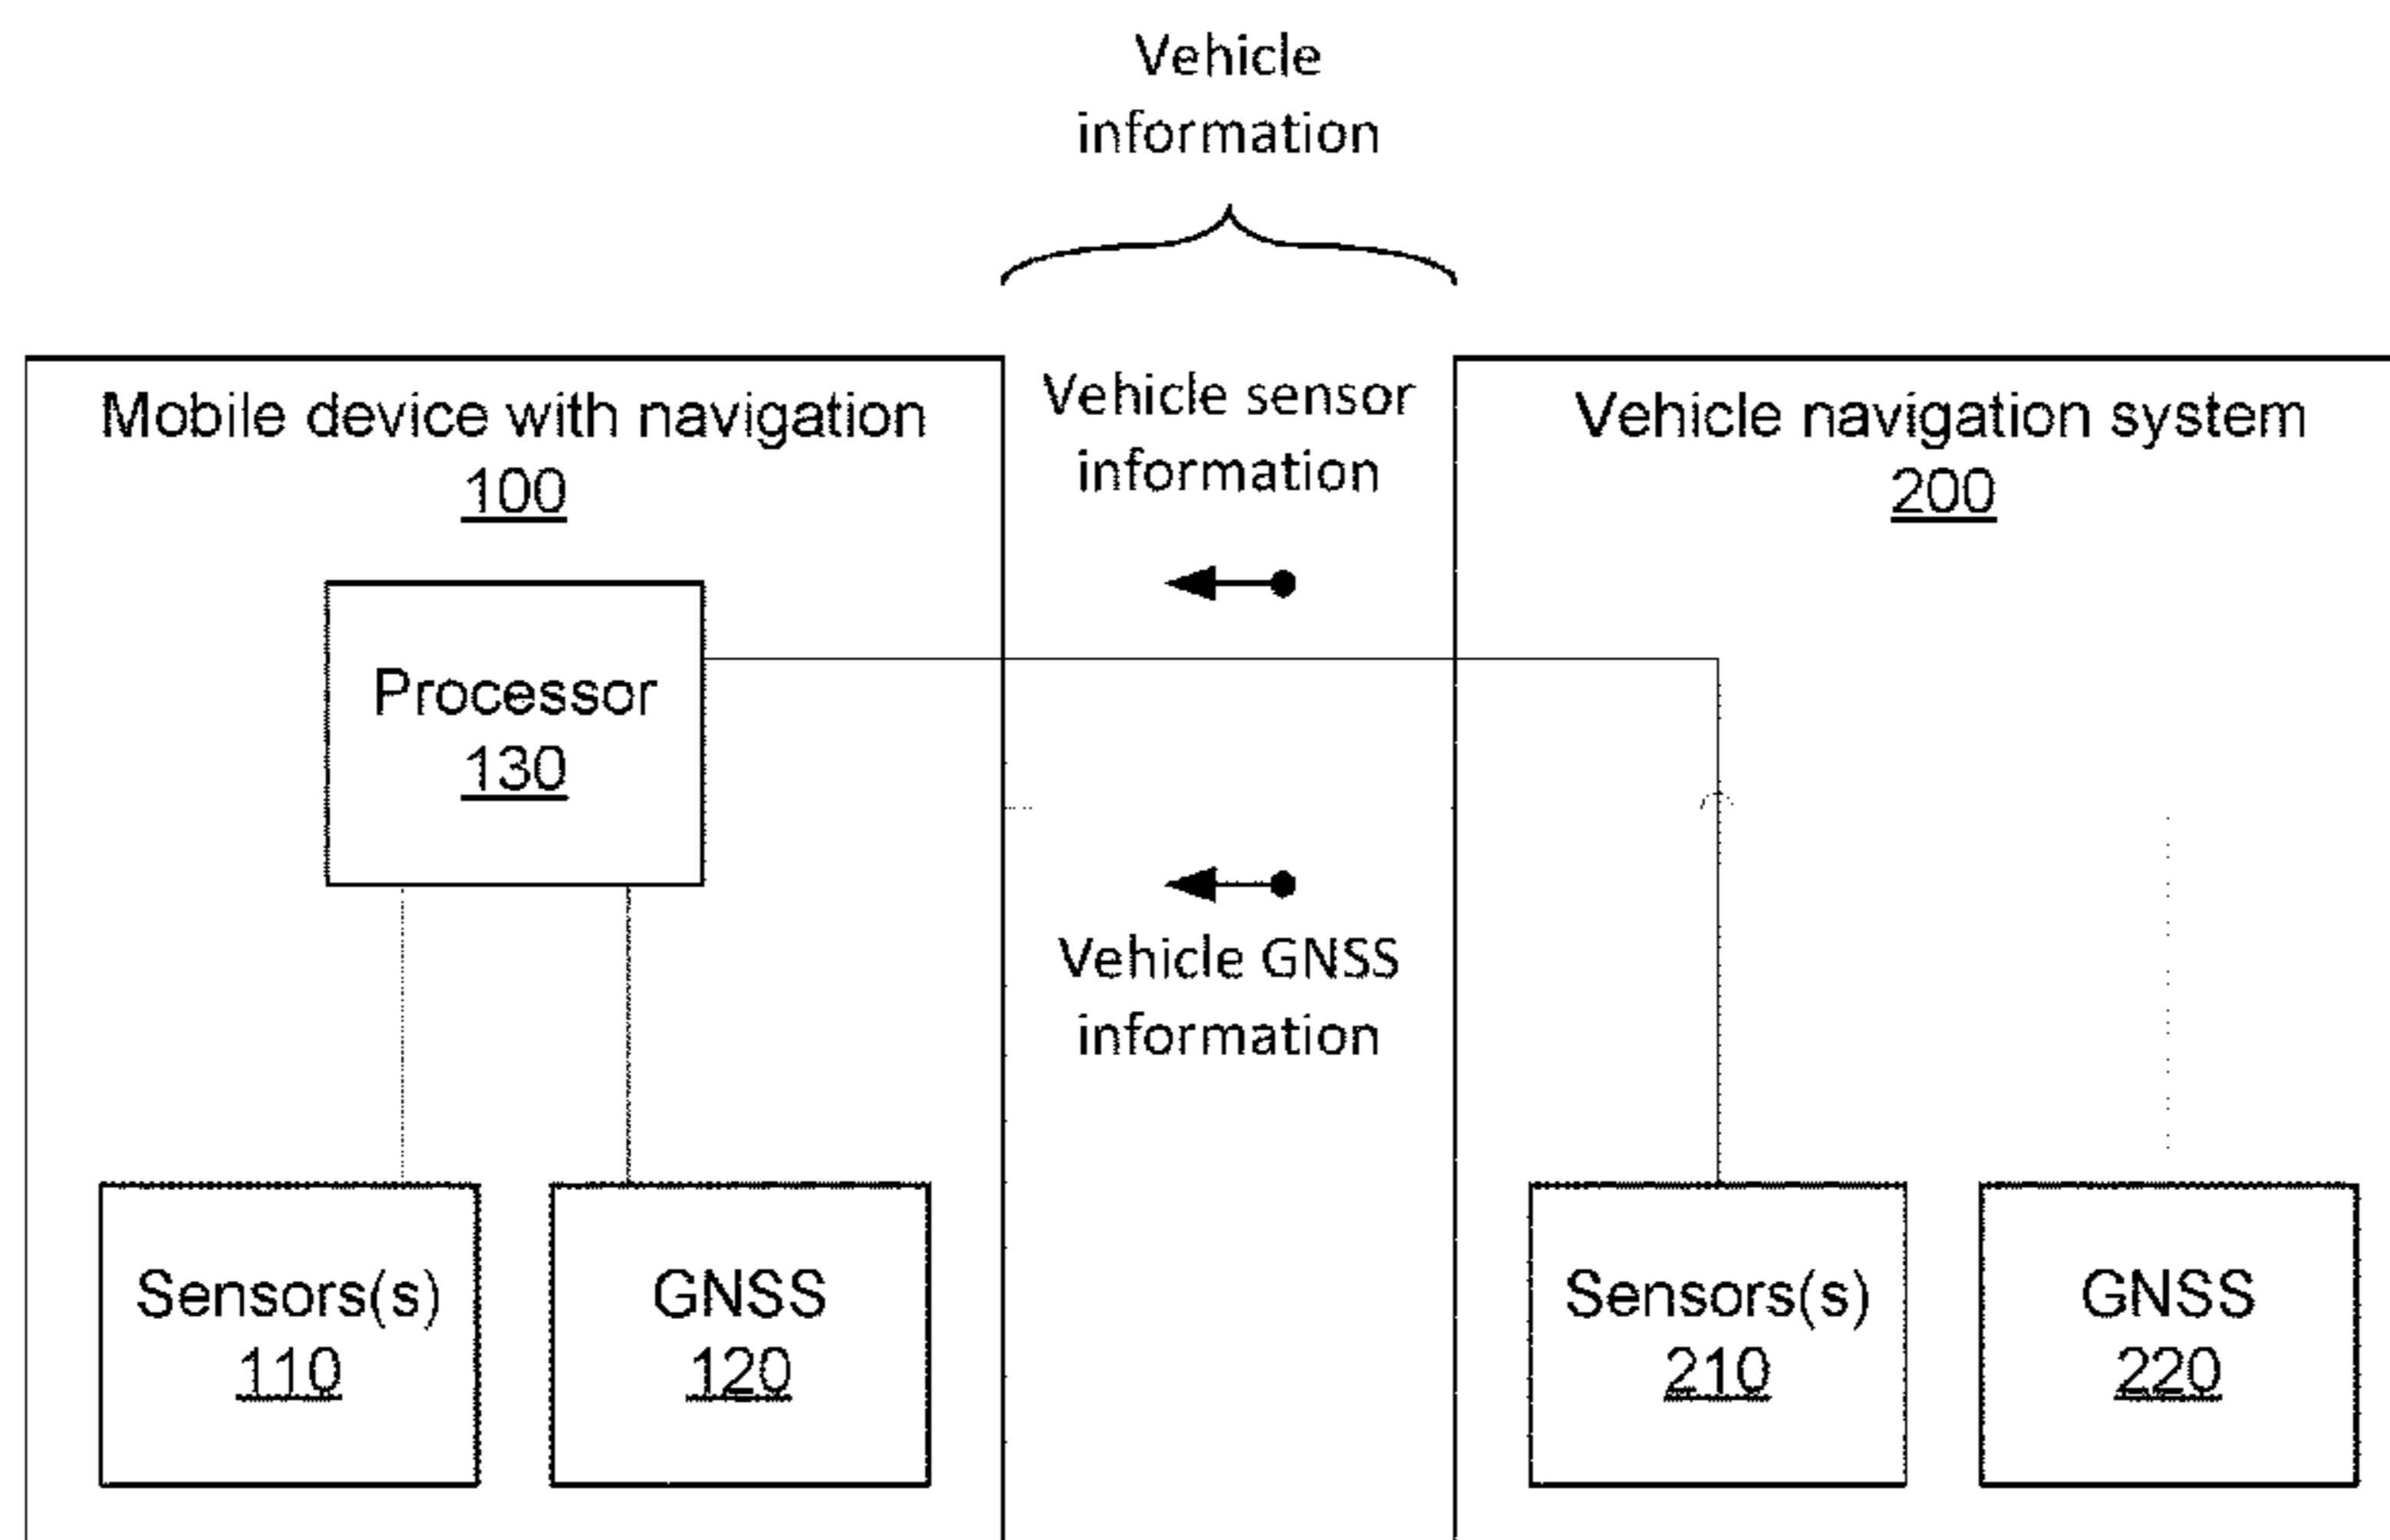 Vehicle
information
Mobile device with navigation
100
Vehicle sensor
information
Vehicle navigation system
200
Processor
130
Vehicle GNSS
information
Sensors(s)
110
GNSS
120
Sensors(s)
210
GNSS
220